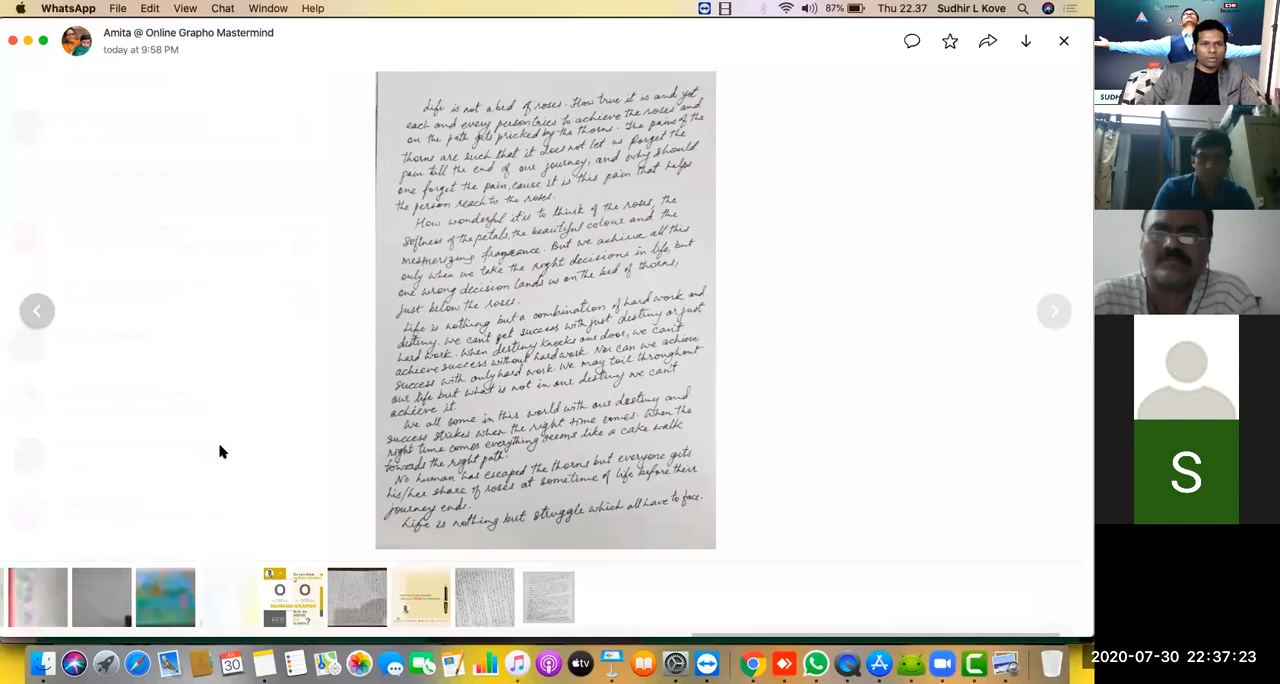 WhatsApp File Edit View Chat Window Help
87% Thu 22.37 Sudhir L Kove
Amita @ Online Grapho Mastermind
today at 9:58 PM
Life is not a bed of roses. How true it is and yet
each and every person tries to achieve the roses and
on the path gets pricked by the thorns. The pains of the
thorns are such that it does not let us forget the
pain till the end of our journey, and why should
one forget the pain, cause it is this pain that helps
the person reach to the roses.
How wonderful it is to think of the roses, the
softness of the petals, the beautiful colour and the
mesmerizing fragrance. But we achieve all this
only when we take the right decisions in life, but
one wrong decision lands us on the bed of thorns,
just below the roses.
Life is nothing but a combination of hard work and
destiny. We can't get success with just destiny or just
hard work. When destiny knocks our door, we can't
achieve success without hard work. Nor can we achieve
success with only hard work. We may toil throughout
our life but what is not in our destiny we can't
achieve it.
We all come in this world with our destiny and
success strikes when the right time comes. When the
right time comes everything seems like a cake walk
towards the right path.
No human has escaped the thorns but everyone gets
his/her share of roses at sometime of life before their
journey ends.
Life is nothing but struggle which all have to face.
SUDH
S
NUMERO-GRAPHO
JUL
30
tv
2020-07-30 22:37:23